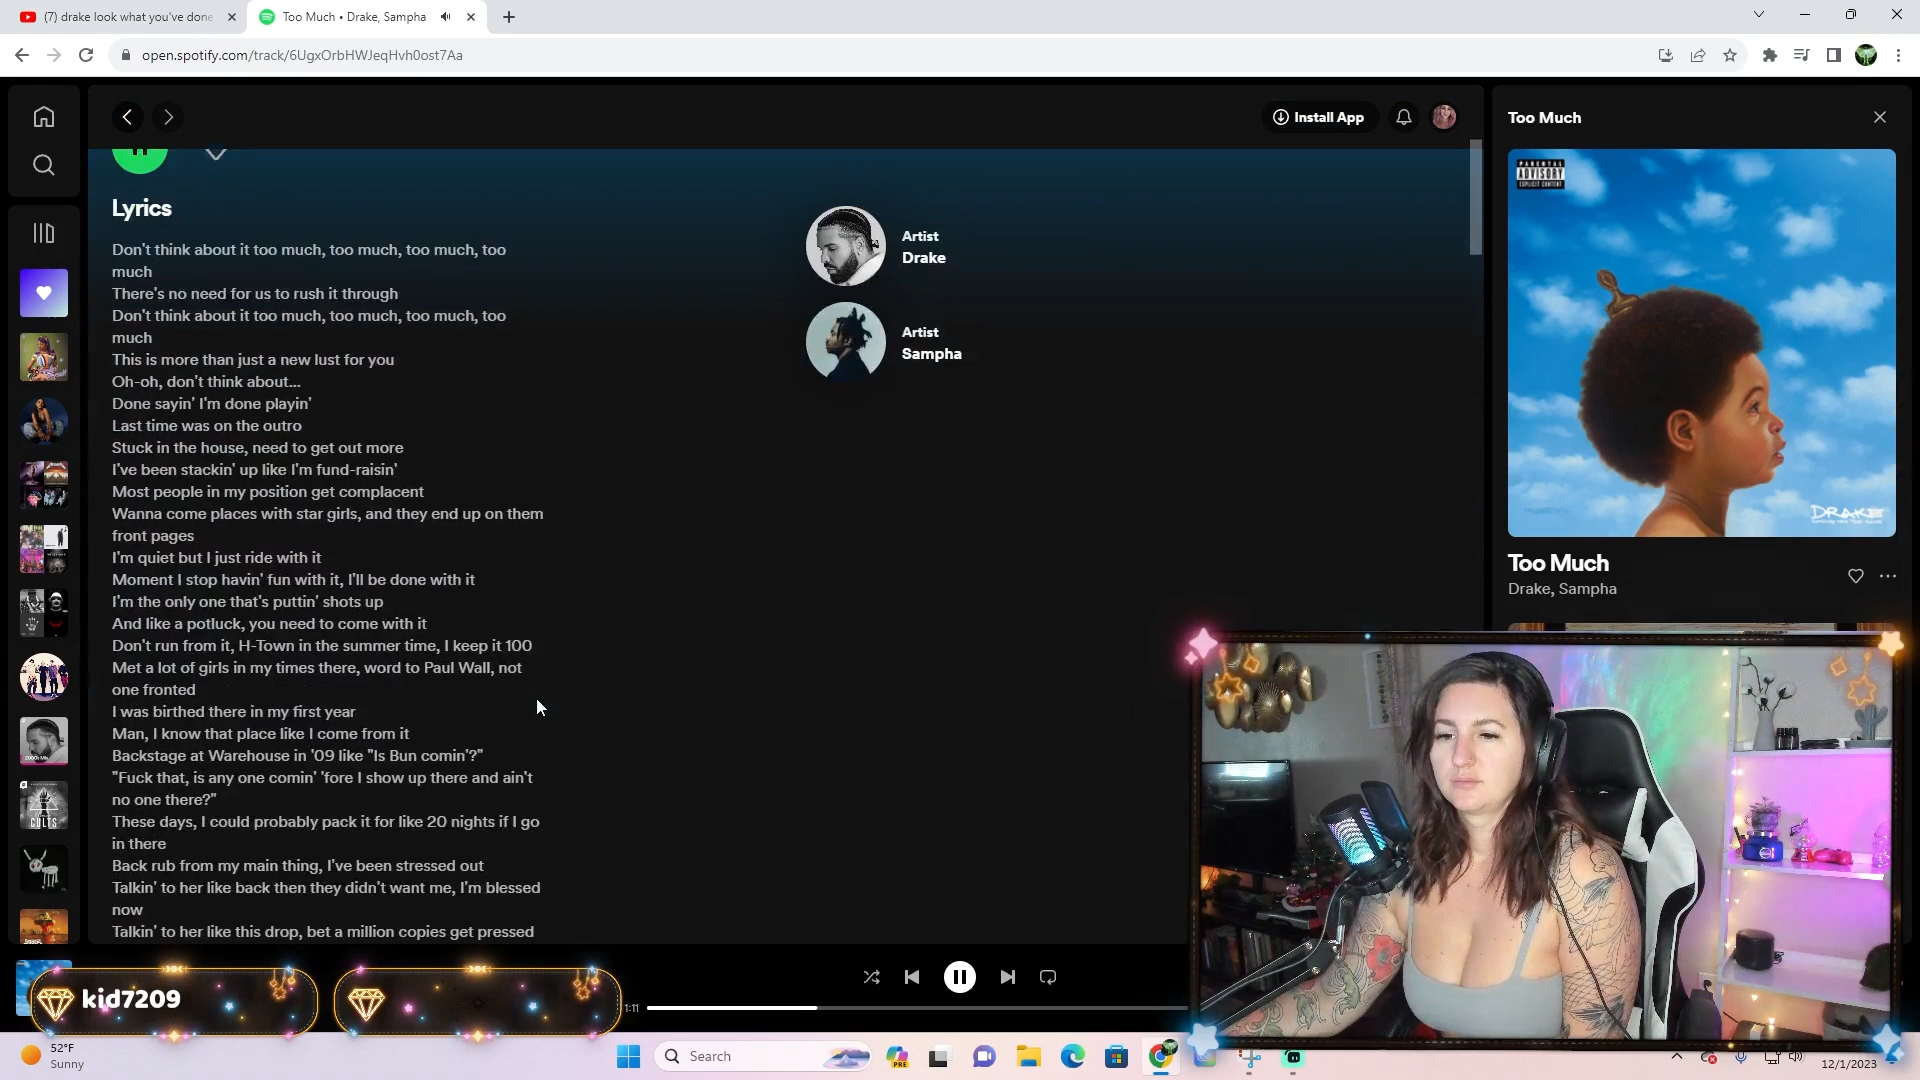 (7) drake look what you've done
Too Much • Drake, Sampha
open.spotify.com/track/6UgxOrbHWJeqHvh0ost7Aa
Install App
Too Much
Lyrics
Don't think about it too much, too much, too much, too
much
There's no need for us to rush it through
Don't think about it too much, too much, too much, too
much
This is more than just a new lust for you
Oh-oh, don't think about...
Done sayin' I'm done playin'
Last time was on the outro
Stuck in the house, need to get out more
I've been stackin' up like I'm fund-raisin'
Most people in my position get complacent
Wanna come places with star girls, and they end up on them
front pages
I'm quiet but I just ride with it
Moment I stop havin' fun with it, I'll be done with it
I'm the only one that's puttin' shots up
And like a potluck, you need to come with it
Don't run from it, H-Town in the summer time, I keep it 100
Met a lot of girls in my times there, word to Paul Wall, not
one fronted
I was birthed there in my first year
Man, I know that place like I come from it
Backstage at Warehouse in '09 like "Is Bun comin'?"
"Fuck that, is any one comin' 'fore I show up there and ain't
no one there?"
These days, I could probably pack it for like 20 nights if I go
in there
Back rub from my main thing, I've been stressed out
Talkin' to her like back then they didn't want me, I'm blessed
now
Talkin' to her like this drop, bet a million copies get pressed
Artist
Drake
Artist
Sampha
PARENTAL
ADVISORY
EXPLICIT CONTENT
DRAKE
Too Much
Drake, Sampha
CULTS
kid7209
1:11
52°F
Sunny
Search
PRE
12/1/2023